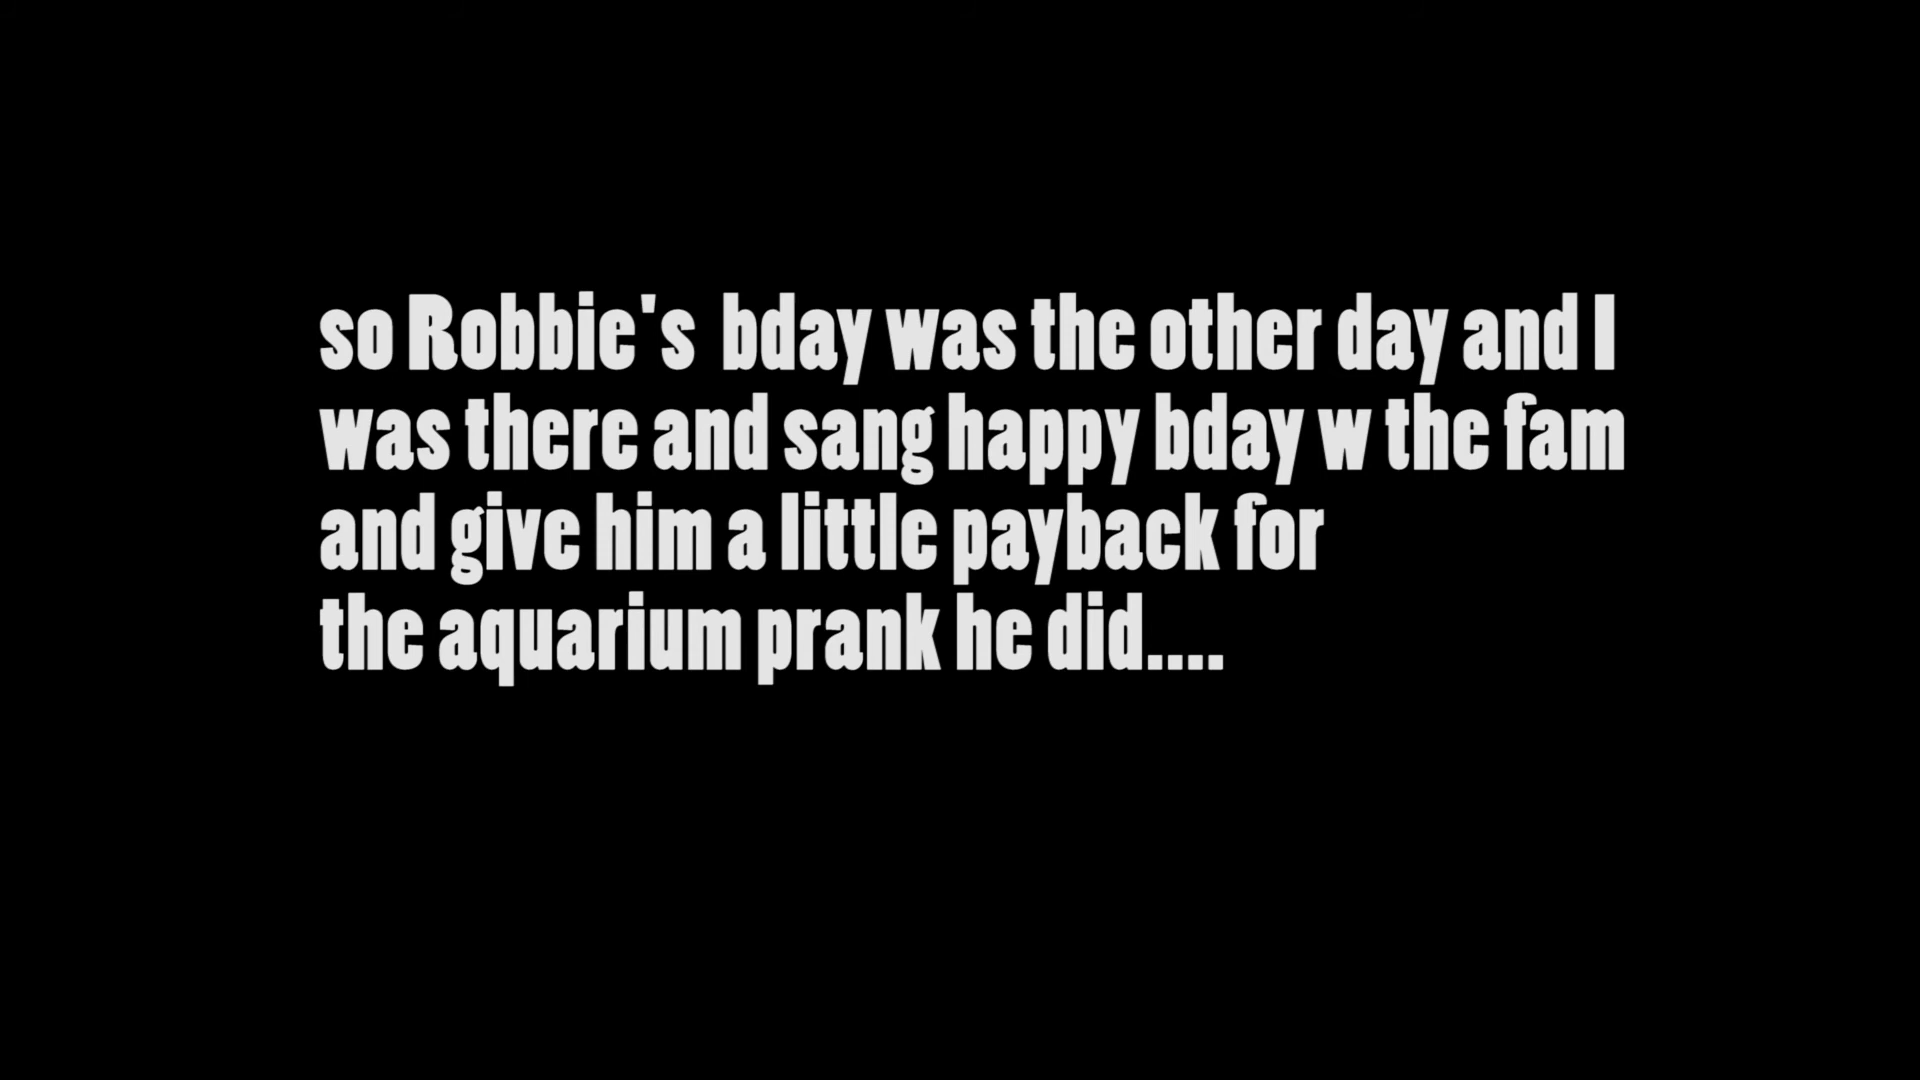 so Robbie's  bday was the other day and I
was there and sang happy bday w the fam
and give him a little payback for
the aquarium prank he did....